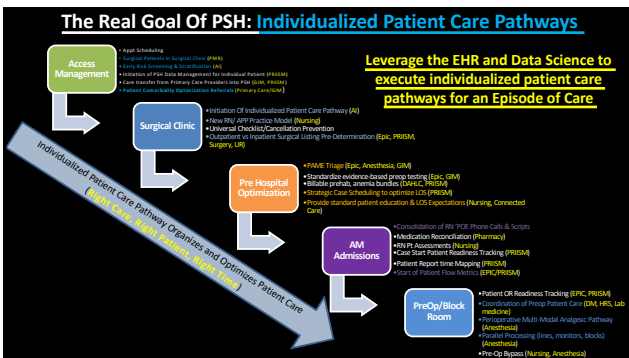 The Real Goal Of PSH: Individualized Patient Care Pathways
Access
Management
• Appt Scheduling
• Surgical Patients in Surgical Clinic (PMR)
• Early Risk Screening & Stratification (AI)
• Initiation of PSH Data Management for Individual Patient (PRIISM)
• Care transfer from Primary Care Providers into PSH (GIM, PRIISM)
• Patient Comorbidity Optimization Referrals (Primary Care/GIM)
Leverage the EHR and Data Science to
execute individualized patient care
pathways for an Episode of Care
Surgical Clinic
• Initiation Of Individualized Patient Care Pathway (AI)
• New RN/ APP Practice Model (Nursing)
• Universal Checklist/Cancellation Prevention
• Outpatient vs Inpatient Surgical Listing Pre-Determination (Epic, PRIISM,
Surgery, UR)
Pre Hospital
Optimization
• PAME Triage (Epic, Anesthesia, GIM)
• Standardize evidence-based preop testing (Epic, GIM)
• Billable prehab, anemia bundles (DAHLC, PRIISM)
• Strategic Case Scheduling to optimize LOS (PRIISM)
• Provide standard patient education & LOS Expectations (Nursing, Connected
Care)
AM
Admissions
• Consolidation of RN 'POE Phone Calls & Scripts
• Medication Reconciliation (Pharmacy)
• RN Pt Assessments (Nursing)
• Case Start Patient Readiness Tracking (PRIISM)
• Patient Report time Mapping (PRIISM)
• Start of Patient Flow Metrics (EPIC/PRIISM)
PreOp/Block
Room
• Patient OR Readiness Tracking (EPIC, PRIISM)
• Coordination of Preop Patient Care (DM, HRS, Lab
medicine)
• Perioperative Multi-Modal Analgesic Pathway
(Anesthesia)
• Parallel Processing (lines, monitors, blocks)
(Anesthesia)
• Pre-Op Bypass (Nursing, Anesthesia)
Individualized Patient Care Pathway Organizes and Optimizes Patient Care
(Right Care, Right Patient, Right Time)